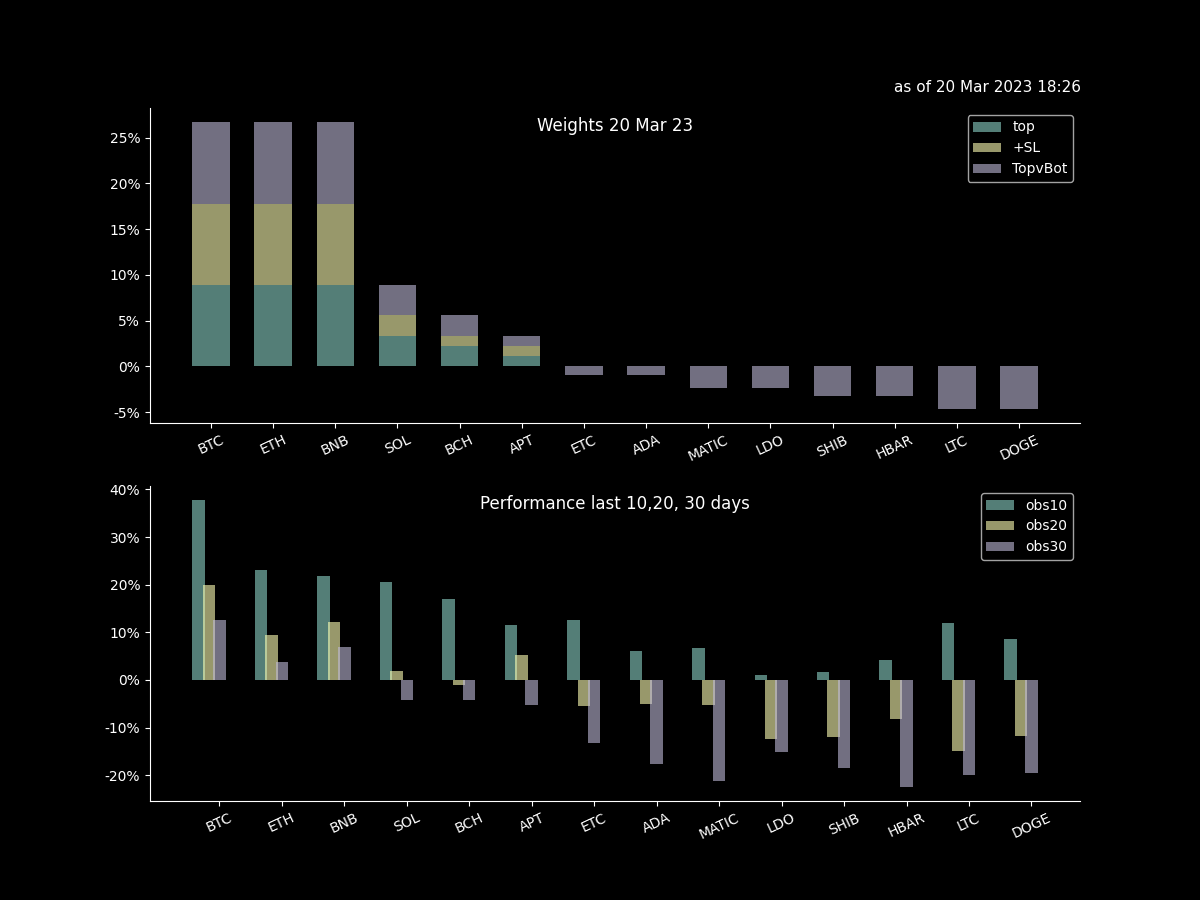 as of 20 Mar 2023 18:26
Weights 20 Mar 23
top
+SL
TopvBot
25%
20%
15%
10%
5%
0%
-5%
BTC ETH BNB SOL BCH APT ETC ADA MATIC LDO SHIB HBAR LTC DOGE
Performance last 10,20, 30 days
obs10
obs20
obs30
40%
30%
20%
10%
0%
-10%
-20%
BTC ETH BNB SOL BCH APT ETC ADA MATIC LDO SHIB HBAR LTC DOGE